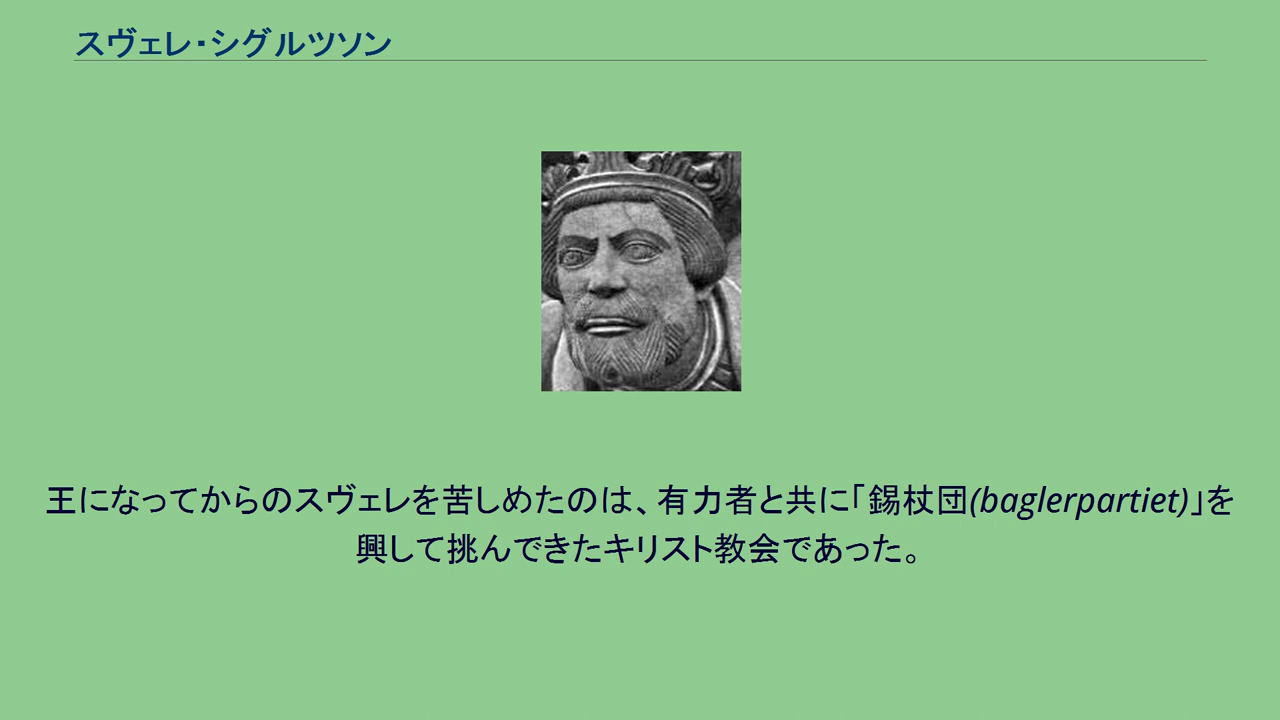 スヴェレ・シグルツソン
王になってからのスヴェレを苦しめたのは、有力者と共に「錫杖団(baglerpartiet)」を
興して挑んできたキリスト教会であった。